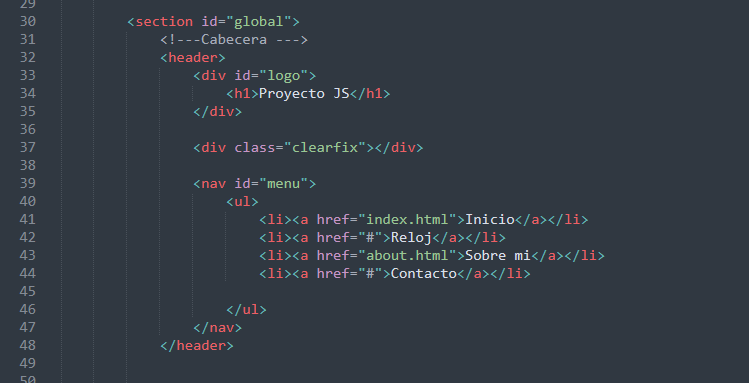 29
30 <section id="global">
31 <!---Cabecera --->
32 <header>
33 <div id="logo">
34 <h1>Proyecto JS</h1>
35 </div>
36
37 <div class="clearfix"></div>
38
39 <nav id="menu">
40 <ul>
41 <li><a href="index.html">Inicio</a></li>
42 <li><a href="#">Reloj</a></li>
43 <li><a href="about.html">Sobre mi</a></li>
44 <li><a href="#">Contacto</a></li>
45
46 </ul>
47 </nav>
48 </header>
49
50